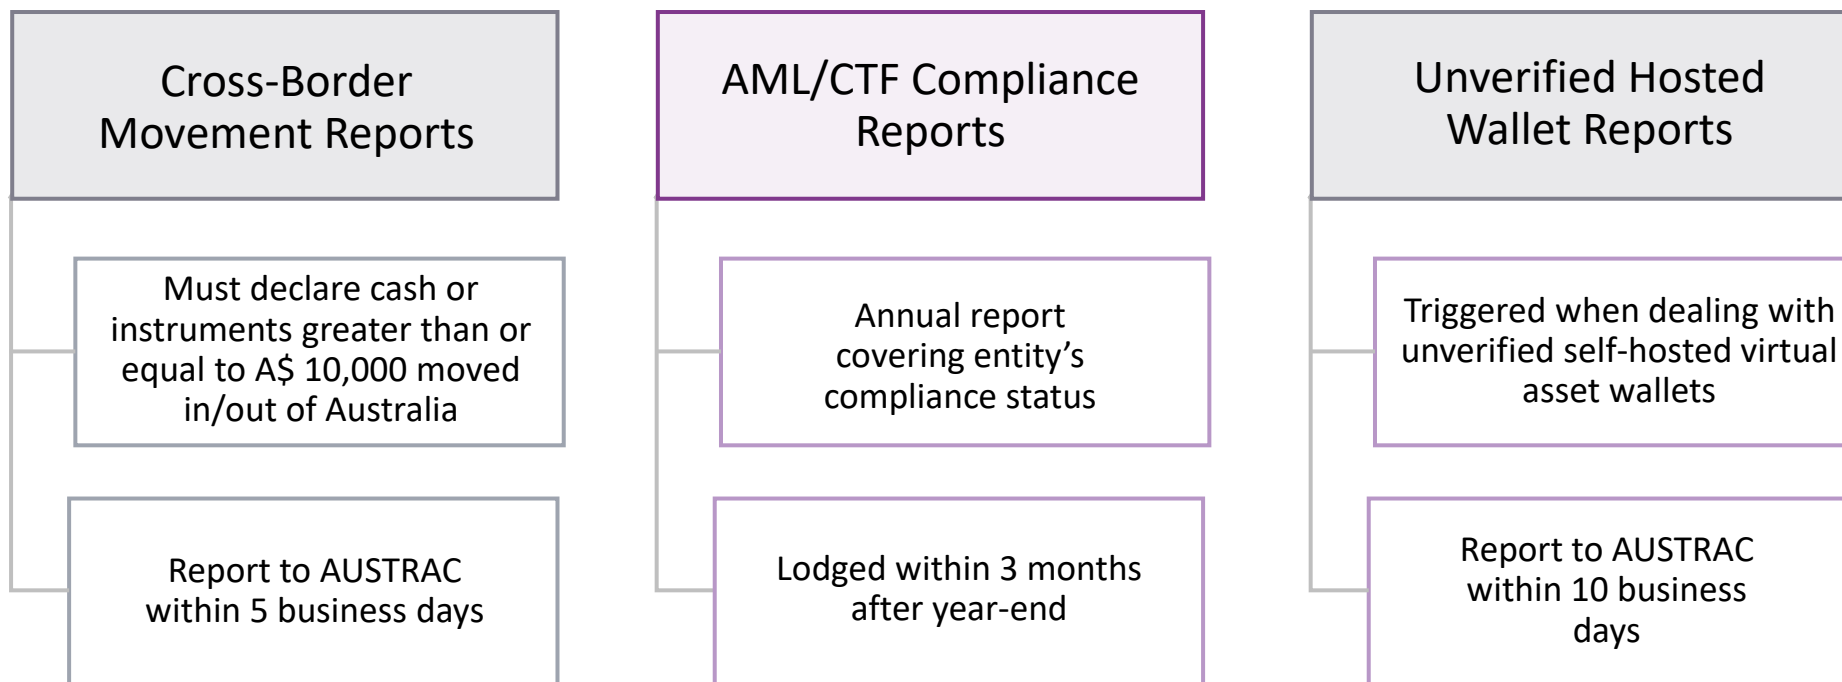 Cross-Border
Movement Reports
Must declare cash or
instruments greater than or
equal to A$ 10,000 moved
in/out of Australia
Report to AUSTRAC
within 5 business days
AML/CTF Compliance
Reports
Annual report
covering entity’s
compliance status
Lodged within 3 months
after year-end
Unverified Hosted
Wallet Reports
Triggered when dealing with
unverified self-hosted virtual
asset wallets
Report to AUSTRAC
within 10 business
days